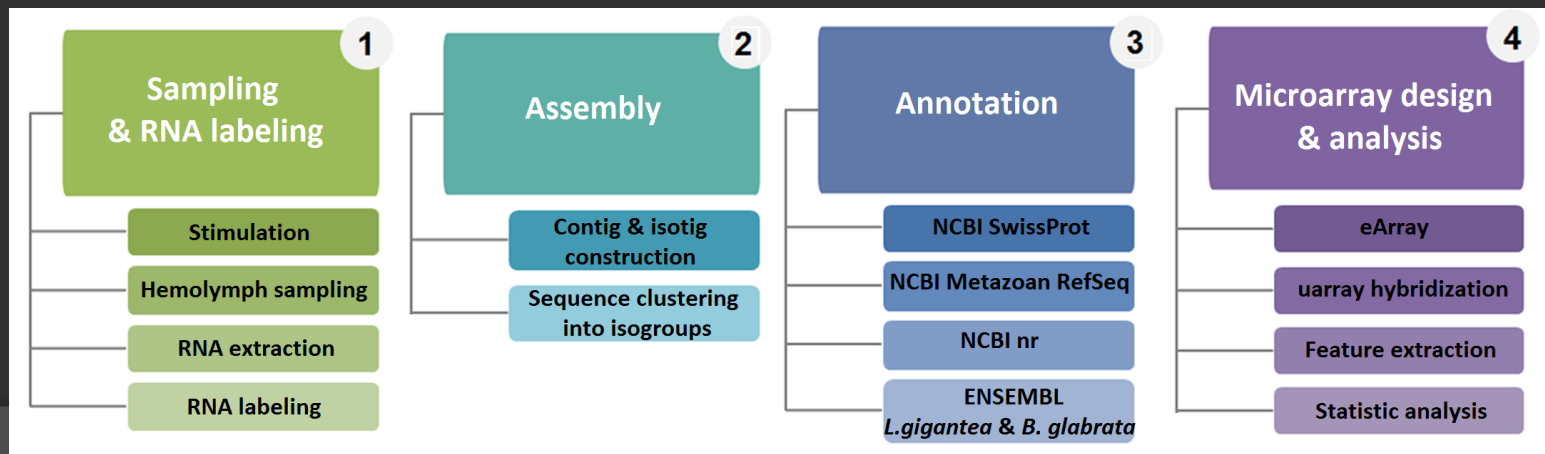 1
Sampling
& RNA labeling
Stimulation
Hemolymph sampling
RNA extraction
RNA labeling
2
Assembly
Contig & isotig
construction
Sequence clustering
into isogroups
3
Annotation
NCBI SwissProt
NCBI Metazoan RefSeq
NCBI nr
ENSEMBL
L.gigantea & B. glabrata
4
Microarray design
& analysis
eArray
uarray hybridization
Feature extraction
Statistic analysis